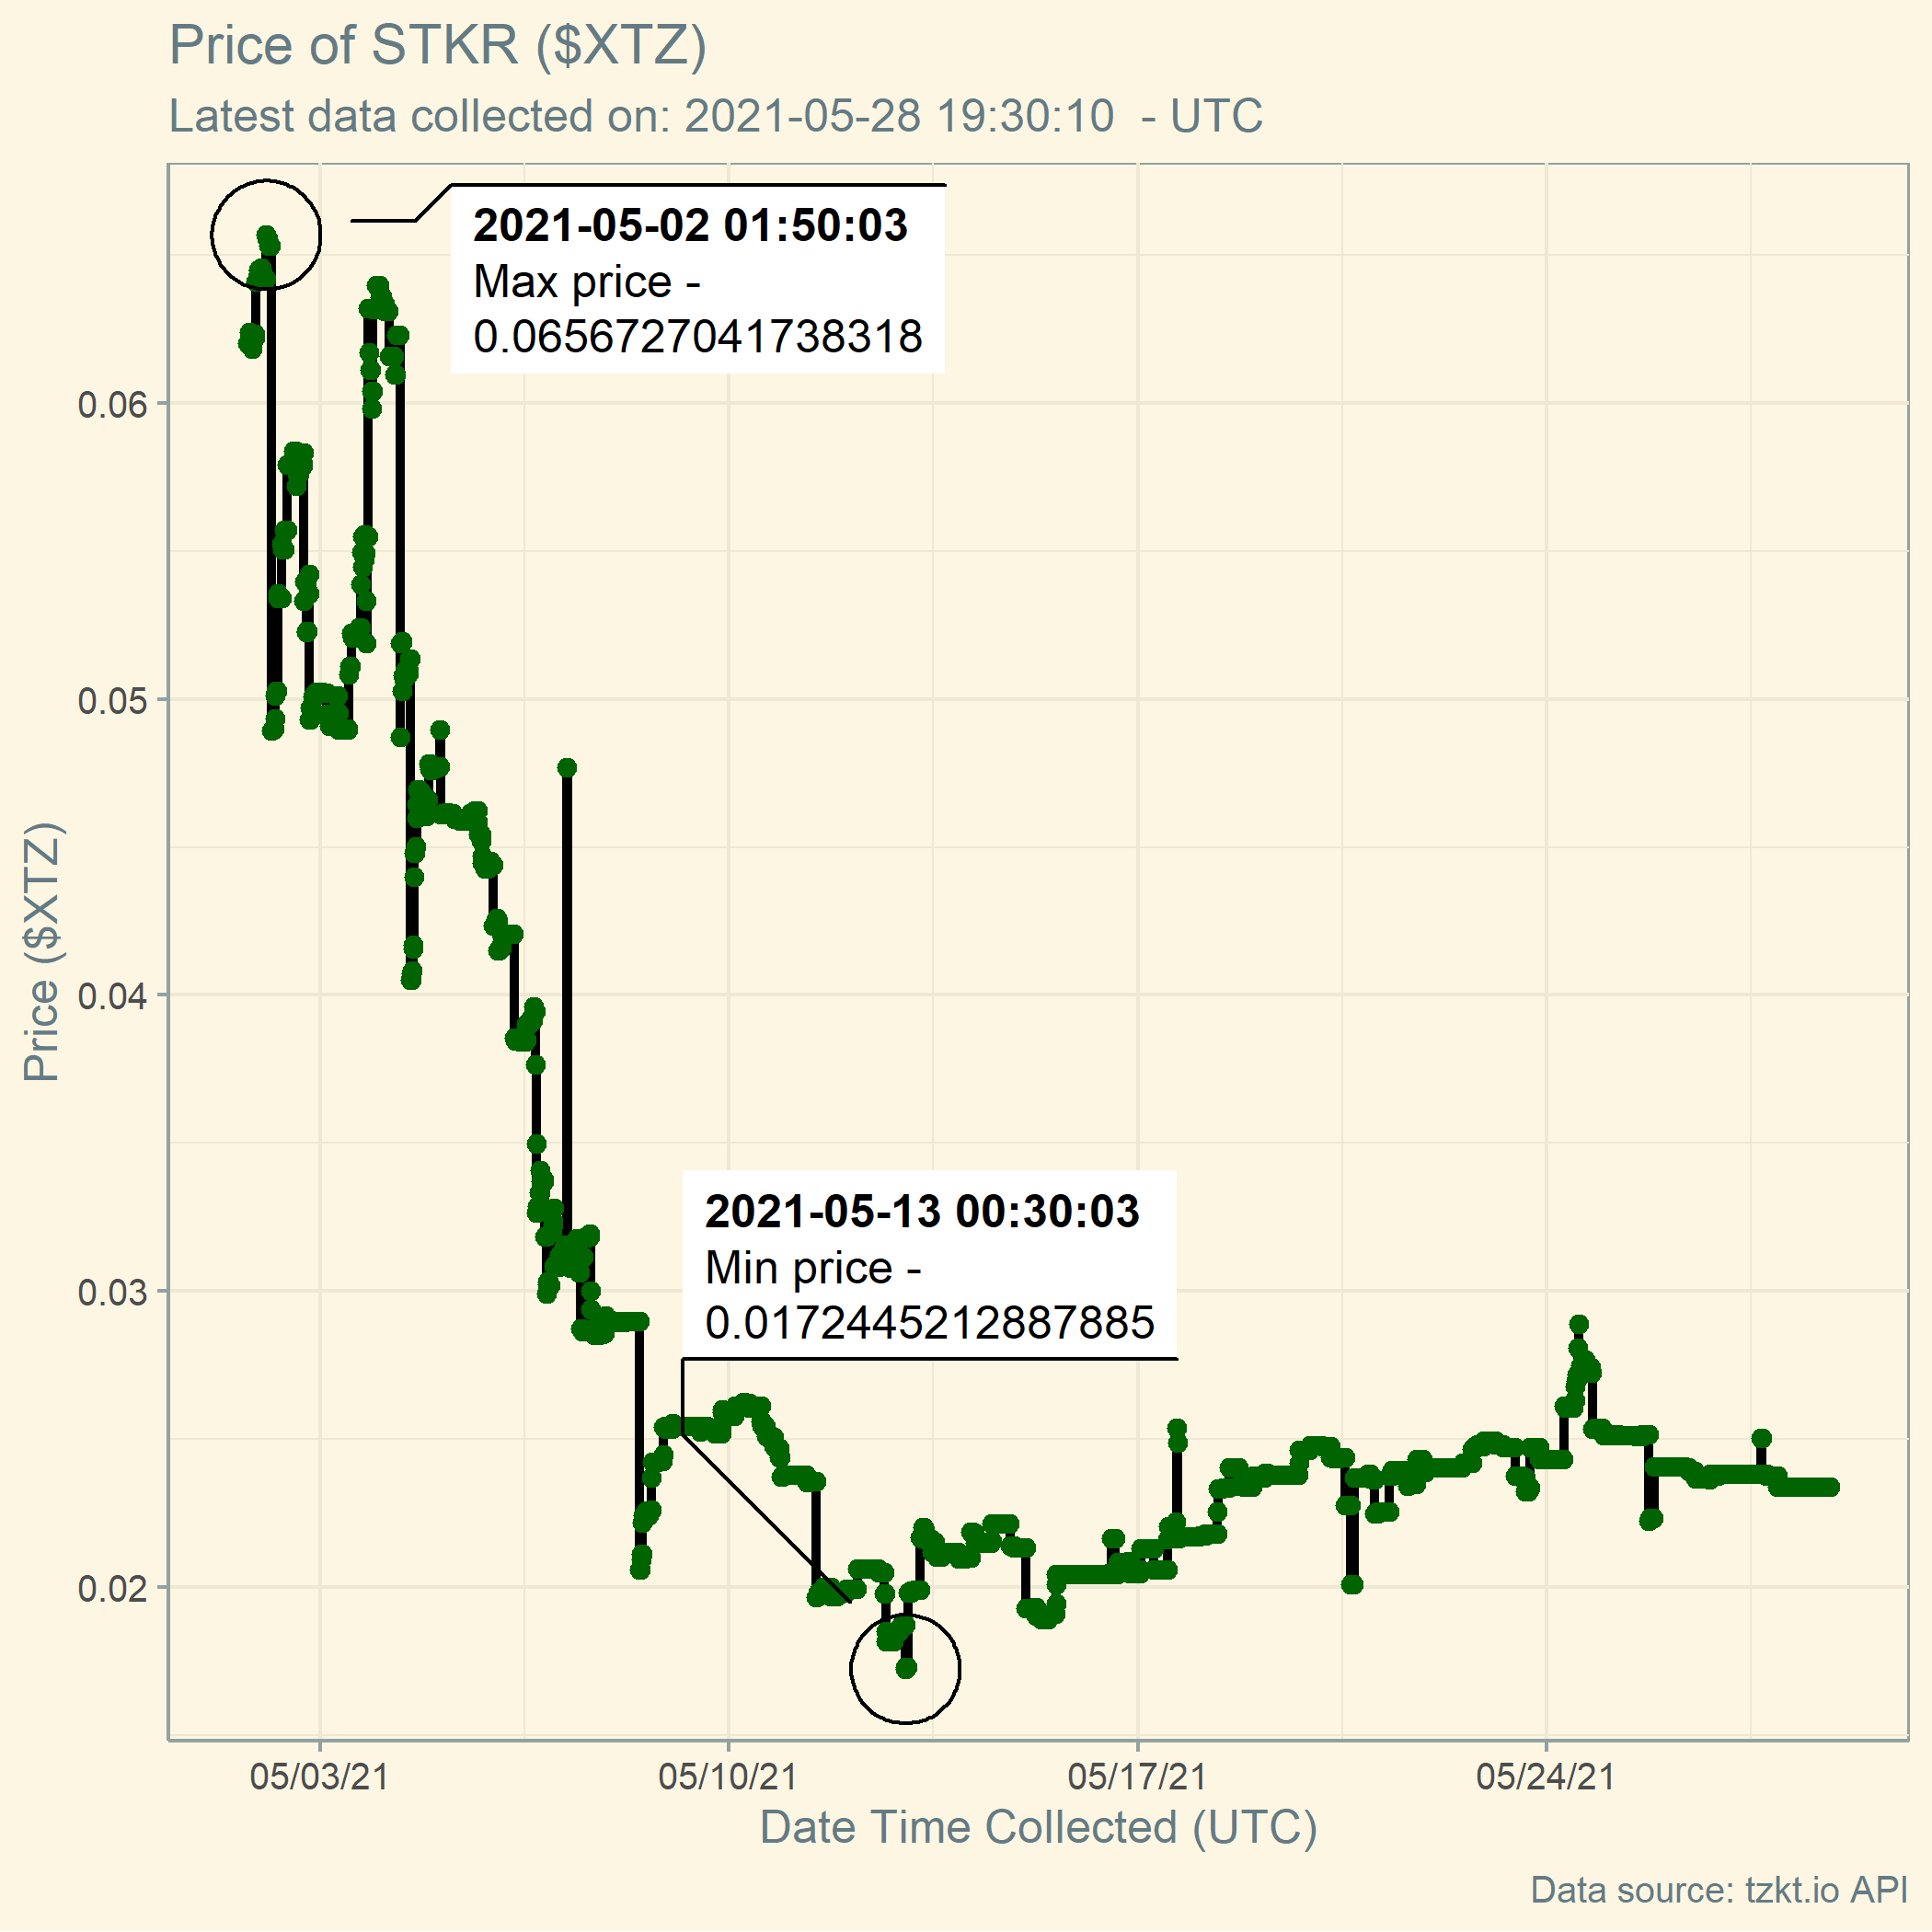 Price of STKR ($XTZ)
Latest data collected on: 2021-05-28 19:30:10  - UTC
2021-05-02 01:50:03
Max price -
0.0656727041738318
0.06
0.05
0.04
0.03
0.02
Price ($XTZ)
2021-05-13 00:30:03
Min price -
0.0172445212887885
05/03/21
05/10/21
05/17/21
05/24/21
Date Time Collected (UTC)
Data source: tzkt.io API